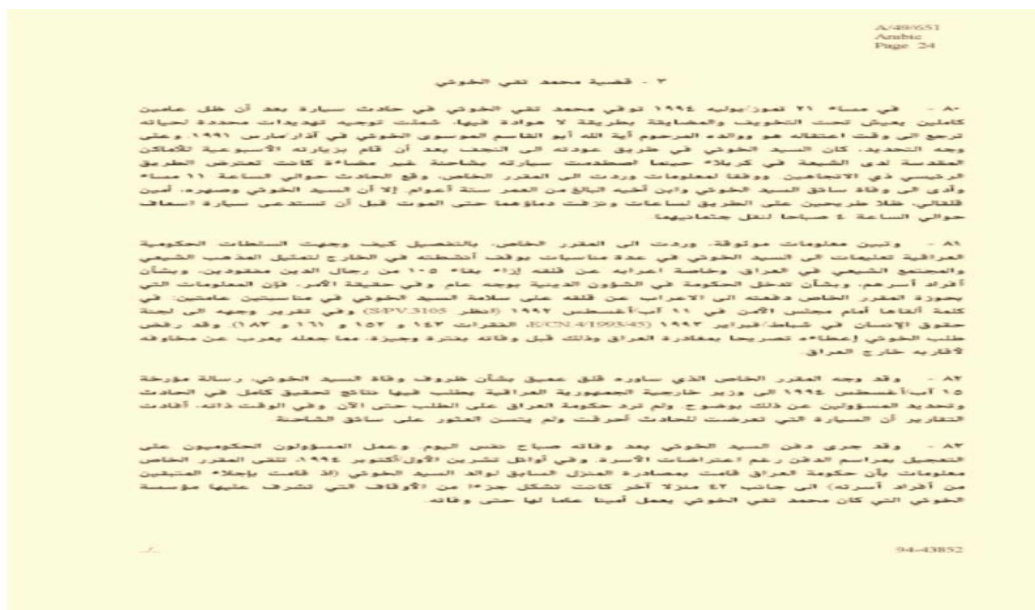 A/49/651
Arabic
Page 24
٣ - قضية محمد تقي الخوئي
٨٠ - في مساء ٢١ تموز/يوليه ١٩٩٤ توفي محمد تقي الخوئي في حادث سيارة بعد أن ظل عامين
كاملين يعيش تحت التخويف والمضايقة بطريقة لا هوادة فيها، شملت توجيه تهديدات محددة لحياته
ترجع الى وقت اعتقاله هو ووالده المرحوم آية الله أبو القاسم الموسوي الخوئي في آذار/مارس ١٩٩١. وعلى
وجه التحديد، كان السيد الخوئي في طريق عودته الى النجف بعد أن قام بزيارته الأسبوعية للأماكن
المقدسة لدى الشيعة في كربلاء حينما اصطدمت سيارته بشاحنة غير مضاءة كانت تعترض الطريق
الرئيسي ذي الاتجاهين. ووفقا لمعلومات وردت الى المقرر الخاص، وقع الحادث حوالي الساعة ١١ مساء
وأدى الى وفاة سائق السيد الخوئي وابن أخيه البالغ من العمر ستة أعوام. إلا أن السيد الخوئي وصهره، أمين
خلخالي، ظلا طريحين على الطريق لساعات ونزفت دماؤهما حتى الموت قبل أن تستدعى سيارة اسعاف
حوالي الساعة ٤ صباحا لنقل جثمانيهما.
٨١ - وتبين معلومات موثوقة، وردت الى المقرر الخاص، بالتفصيل كيف وجهت السلطات الحكومية
العراقية تعليمات الى السيد الخوئي في عدة مناسبات بوقف أنشطته في الخارج لتمثيل المذهب الشيعي
والمجتمع الشيعي في العراق، وخاصة اعرابه عن قلقه إزاء بقاء ١٠٥ من رجال الدين مفقودين، وبشأن
أفراد أسرهم، وبشأن تدخل الحكومة في الشؤون الدينية بوجه عام. وفي حقيقة الأمر، فإن المعلومات التي
بحوزة المقرر الخاص دفعته الى الاعراب عن قلقه على سلامة السيد الخوئي في مناسبتين عامتين: في
كلمة ألقاها أمام مجلس الأمن في ١١ آب/أغسطس ١٩٩٢ (انظر S/PV.3105) وفي تقرير وجهه الى لجنة
حقوق الإنسان في شباط/فبراير ١٩٩٣ (E/CN.4/1993/45، الفقرات ١٤٣ و ١٥٢ و ١٦١ و ١٨٣). وقد رفض
طلب الخوئي إعطاءه تصريحا بمغادرة العراق وذلك قبل وفاته بفترة وجيزة، مما جعله يعرب عن مخاوفه
لأقاربه خارج العراق.
٨٢ - وقد وجه المقرر الخاص الذي ساوره قلق عميق بشأن ظروف وفاة السيد الخوئي، رسالة مؤرخة
١٥ آب/أغسطس ١٩٩٤ الى وزير خارجية الجمهورية العراقية يطلب فيها نتائج تحقيق كامل في الحادث
وتحديد المسؤولين عن ذلك بوضوح. ولم ترد حكومة العراق على الطلب حتى الآن. وفي الوقت ذاته، أفادت
التقارير أن السيارة التي تعرضت للحادث أحرقت ولم يتسن العثور على سائق الشاحنة.
٨٣ - وقد جرى دفن السيد الخوئي بعد وفاته صباح نفس اليوم. وعمل المسؤولون الحكوميون على
التعجيل بمراسم الدفن رغم اعتراضات الأسرة. وفي أوائل تشرين الأول/أكتوبر ١٩٩٤، تلقى المقرر الخاص
معلومات بأن حكومة العراق قامت بمصادرة المنزل السابق لوالد السيد الخوئي (إذ قامت بإجلاء المتبقين
من أفراد أسرته) الى جانب ٤٢ منزلا آخر كانت تشكل جزءا من الأوقاف التي تشرف عليها مؤسسة
الخوئي التي كان محمد تقي الخوئي يعمل أمينا عاما لها حتى وفاته.
94-43852
/..